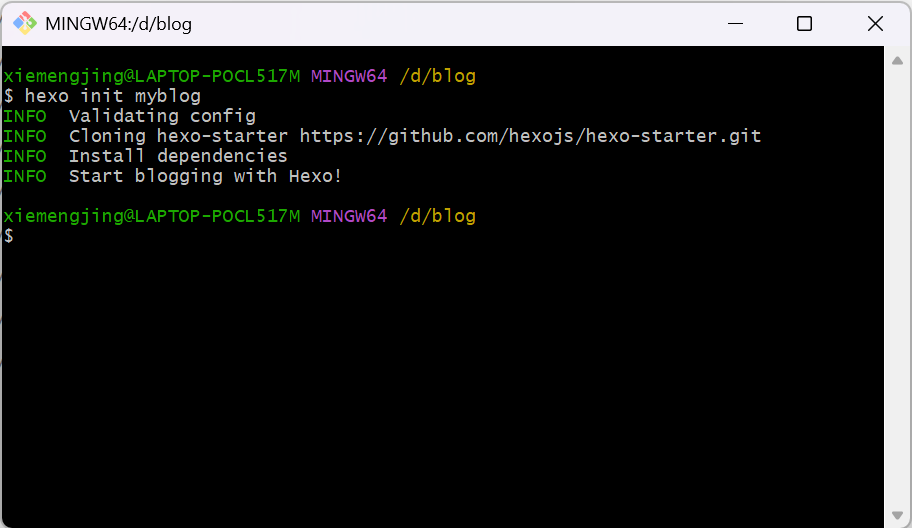 MINGW64:/d/blog
xiemengjing@LAPTOP-POCL517M MINGW64 /d/blog
$ hexo init myblog
INFO  Validating config
INFO  Cloning hexo-starter https://github.com/hexojs/hexo-starter.git
INFO  Install dependencies
INFO  Start blogging with Hexo!
xiemengjing@LAPTOP-POCL517M MINGW64 /d/blog
$